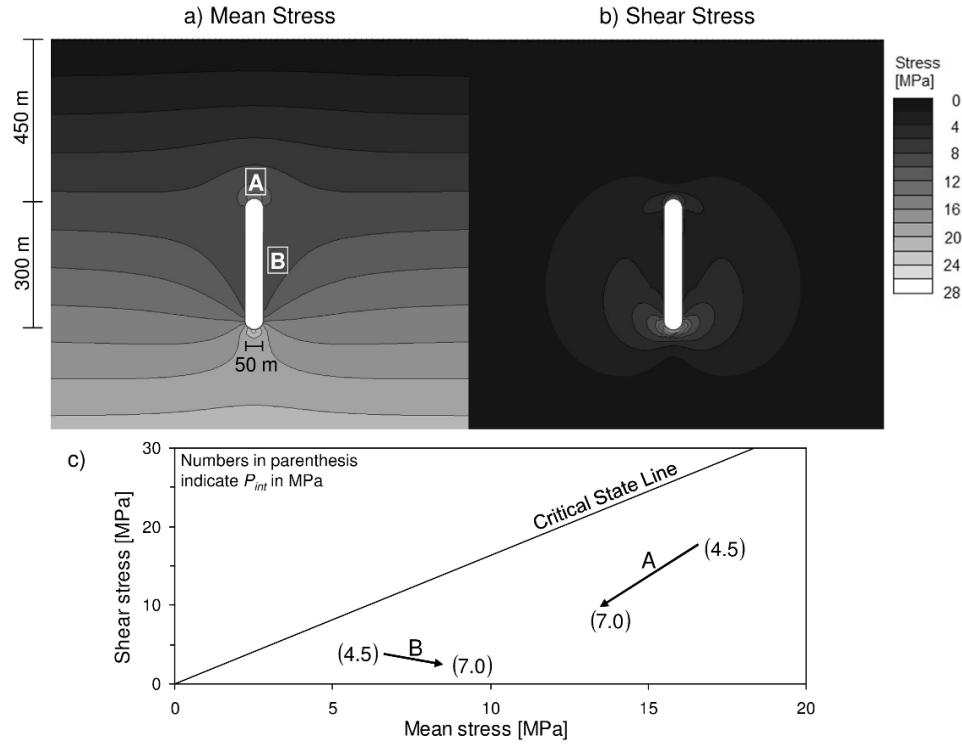 a) Mean Stress
b) Shear Stress
450 m
300 m
A
B
50 m
Stress
[MPa]
0
4
8
12
16
20
24
28
c)
Numbers in parenthesis
indicate P_int in MPa
Critical State Line
A
(4.5)
(7.0)
(4.5)
B
(7.0)
Shear stress [MPa]
30
20
10
0
0
5
10
15
20
Mean stress [MPa]